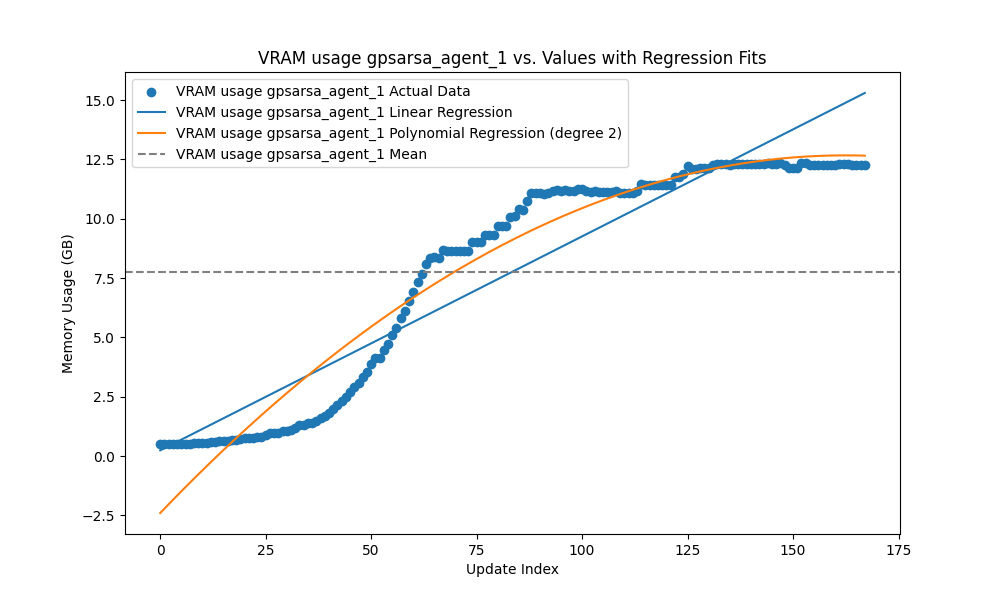 VRAM usage gpsarsa_agent_1 vs. Values with Regression Fits
VRAM usage gpsarsa_agent_1 Actual Data
VRAM usage gpsarsa_agent_1 Linear Regression
VRAM usage gpsarsa_agent_1 Polynomial Regression (degree 2)
VRAM usage gpsarsa_agent_1 Mean
Memory Usage (GB)
15.0
12.5
10.0
7.5
5.0
2.5
0.0
−2.5
0 25 50 75 100 125 150 175
Update Index